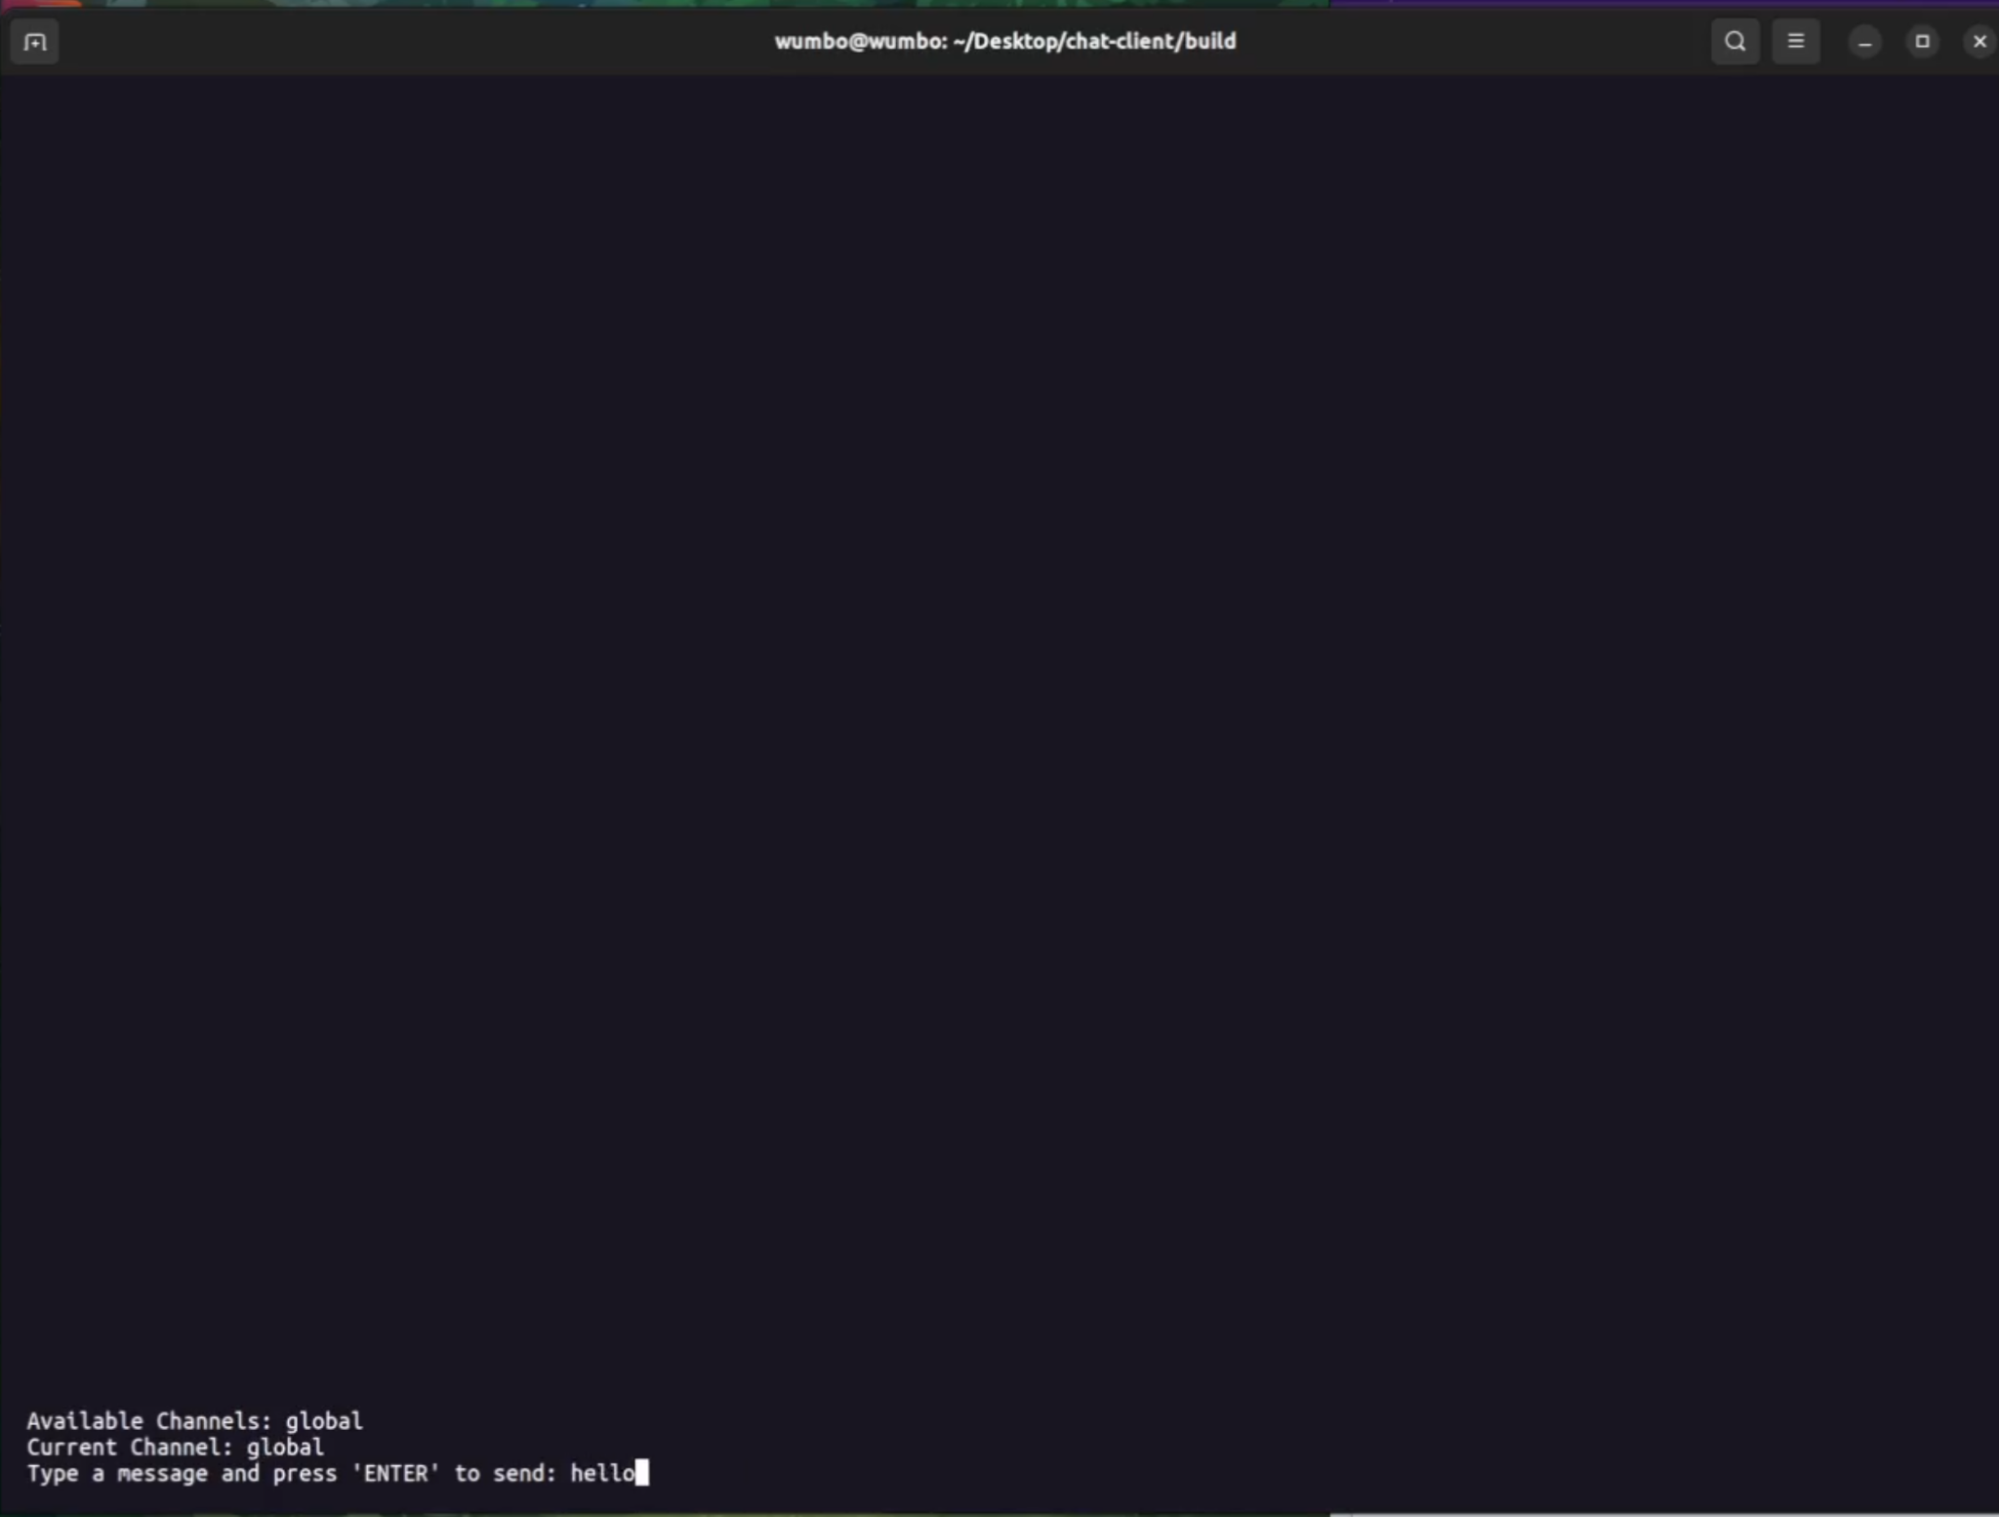 wumbo@wumbo: ~/Desktop/chat-client/build
Available Channels: global
Current Channel: global
Type a message and press 'ENTER' to send: hello